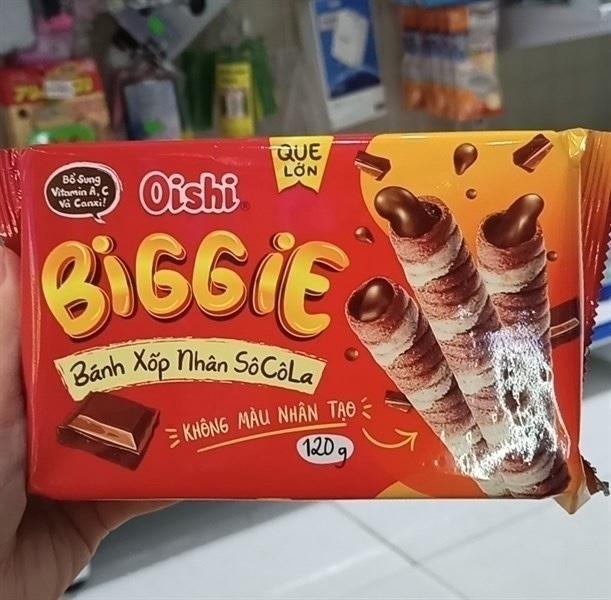 Bổ Sung
Vitamin A, C
Và Canxi!
Oishi
QUE
LỚN
BiGGiE
Bánh Xốp Nhân SôCôLa
KHÔNG MÀU NHÂN TẠO
120g